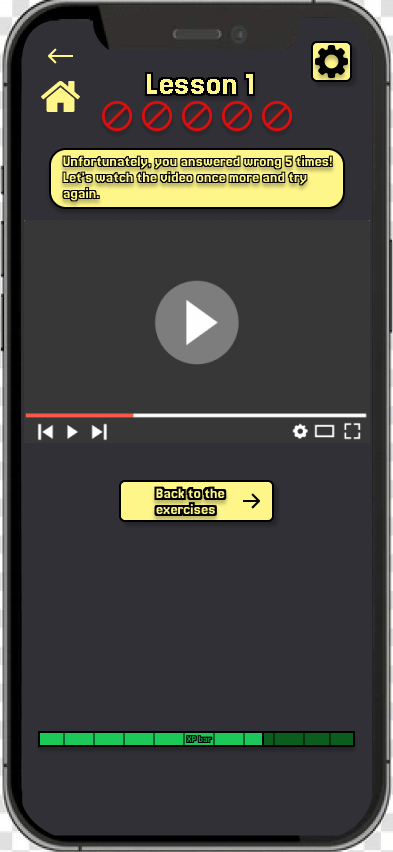 Lesson 1
Unfortunately, you answered wrong 5 times!
Let's watch the video once more and try
again.
Back to the
exercises
XP bar